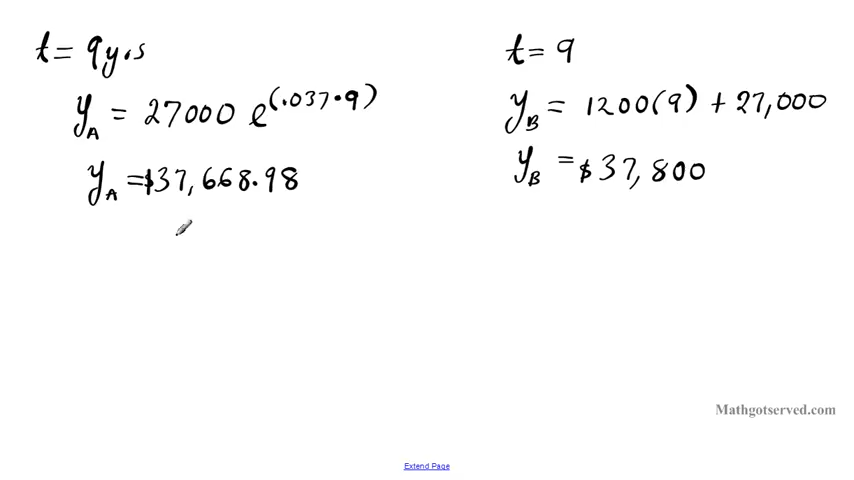 t = 9yrs
y_A = 27000 e^(.037·9)
y_A = $37,668.98
t = 9
y_B = 1200(9) + 27,000
y_B = $37,800
Mathgotserved.com
Extend Page